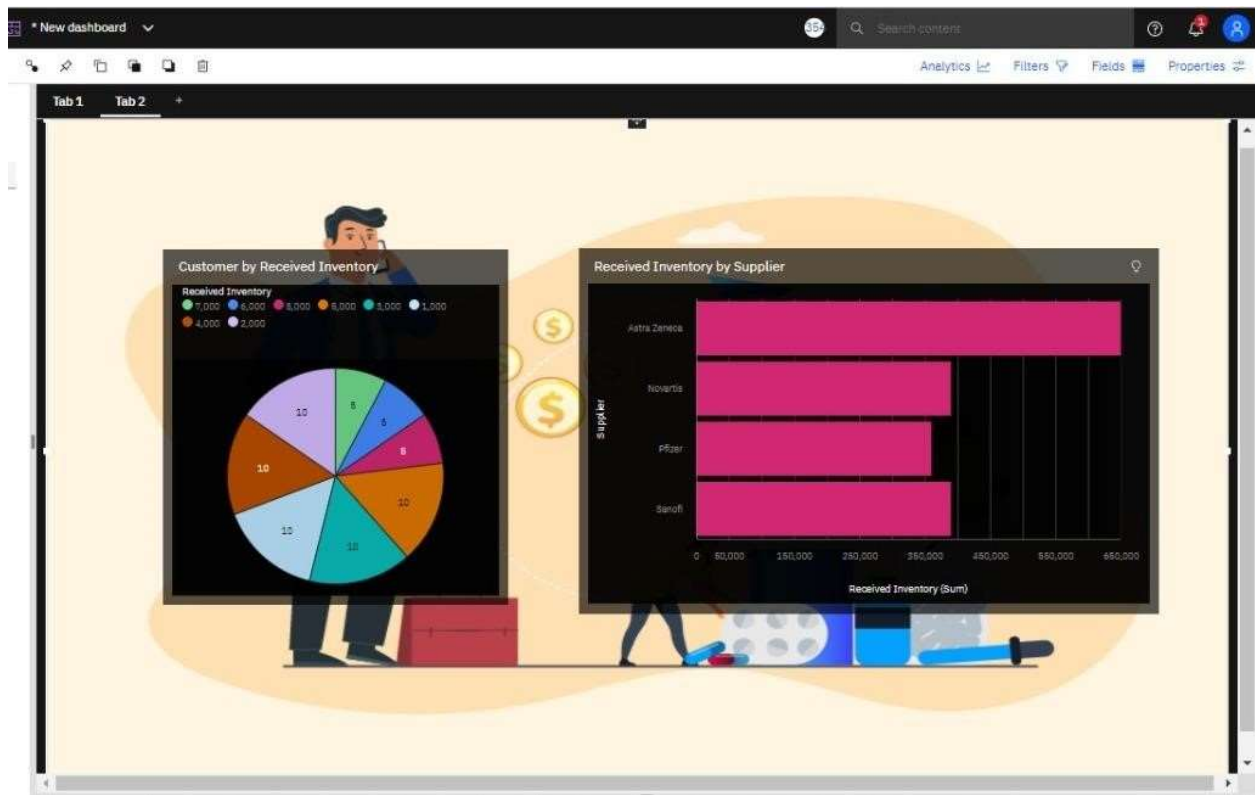 * New dashboard
354
Search content
1
Analytics
Filters
Fields
Properties
Tab 1
Tab 2
+
Customer by Received Inventory
Received Inventory
7,000 6,000 8,000 5,000 3,000 1,000
4,000 2,000
10
5
5
5
10
10
10
10
Received Inventory by Supplier
Supplier
Astra Zeneca
Novartis
Pfizer
Sanofi
0 50,000 150,000 250,000 350,000 450,000 550,000 650,000
Received Inventory (Sum)
$
$